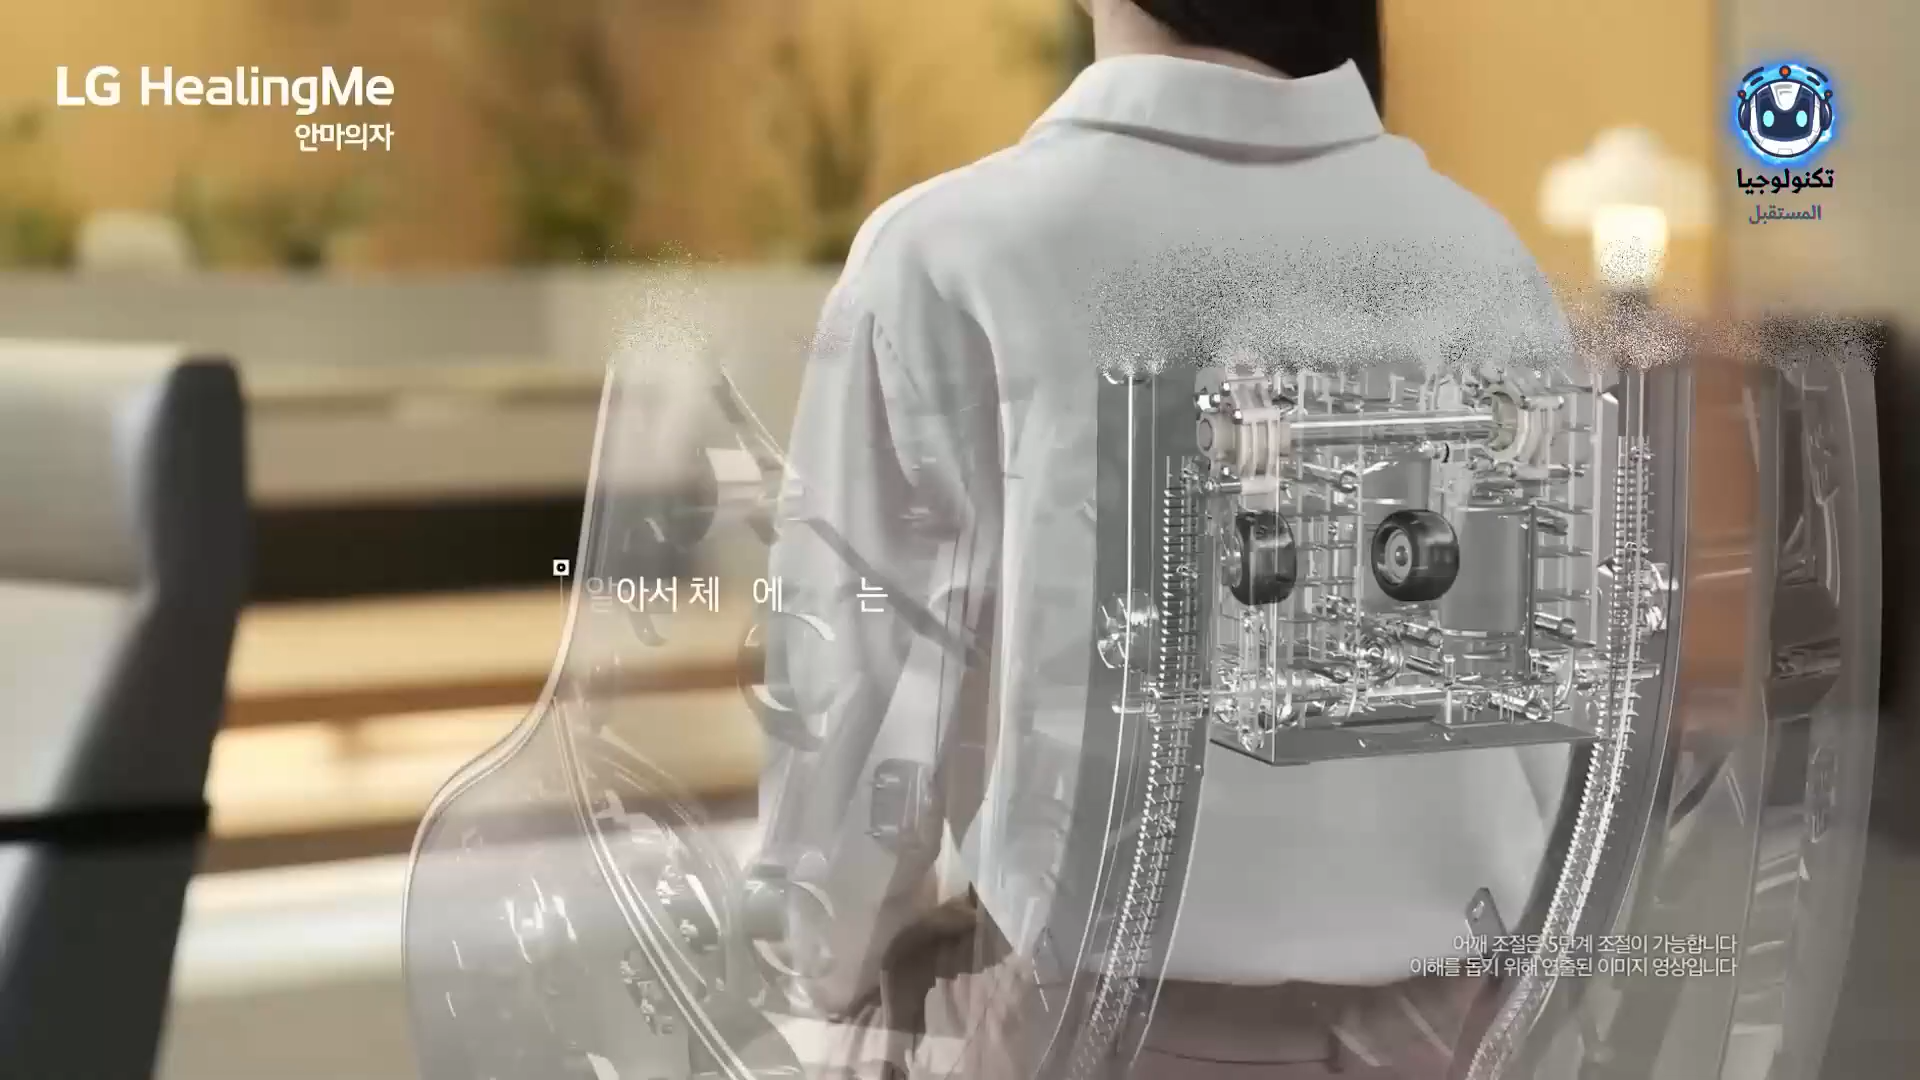 LG HealingMe
안마의자
تكنولوجيا
المستقبل
알아서 체 에 는
어깨 조절은 5단계 조절이 가능합니다
이해를 돕기 위해 연출된 이미지 영상입니다